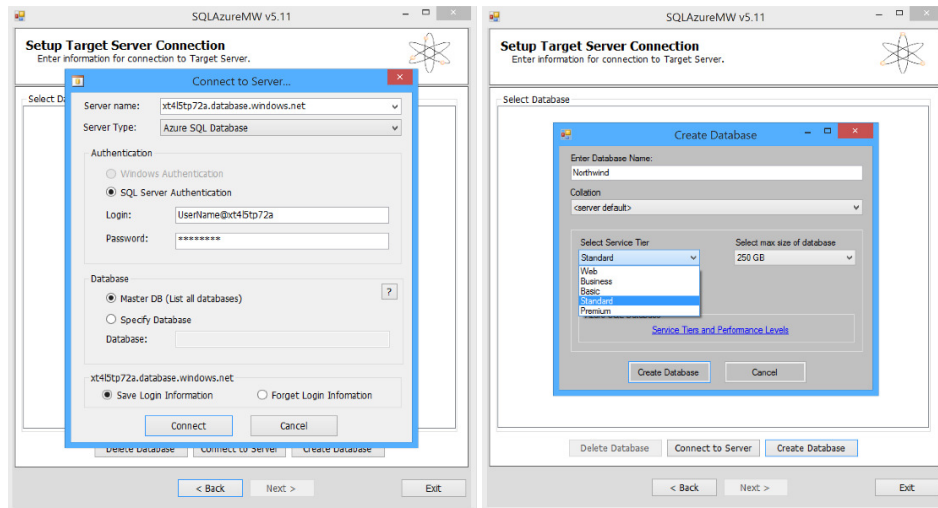 SQLAzureMW v5.11
Setup Target Server Connection
Enter information for connection to Target Server.
Select Da
Connect to Server...
Server name: xt4l5tp72a.database.windows.net
Server Type: Azure SQL Database
Authentication
Windows Authentication
SQL Server Authentication
Login: UserName@xt4l5tp72a
Password: ********
Database
Master DB (List all databases)
?
Specify Database
Database:
xt4l5tp72a.database.windows.net
Save Login Information Forget Login Infomation
Connect Cancel
Delete Database Connect to Server Create Database
< Back Next > Exit
SQLAzureMW v5.11
Setup Target Server Connection
Enter information for connection to Target Server.
Select Database
Create Database
Enter Database Name:
Northwind
Collation
<server default>
Select Service Tier Select max size of database
Standard 250 GB
Web
Business
Basic
Standard
Premium
Service Tiers and Performance Levels
Create Database Cancel
Delete Database Connect to Server Create Database
< Back Next > Exit